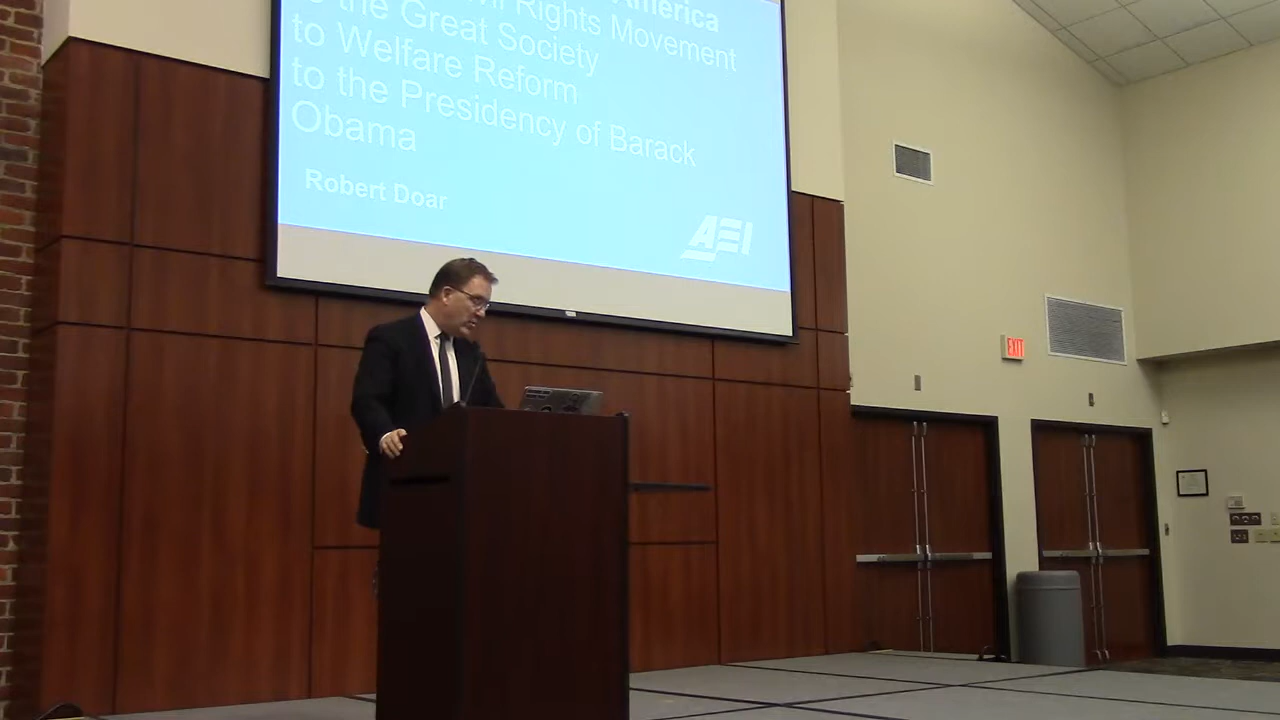 America
Rights Movement
the Great Society
to Welfare Reform
to the Presidency of Barack
Obama
Robert Doar
AEI
EXIT